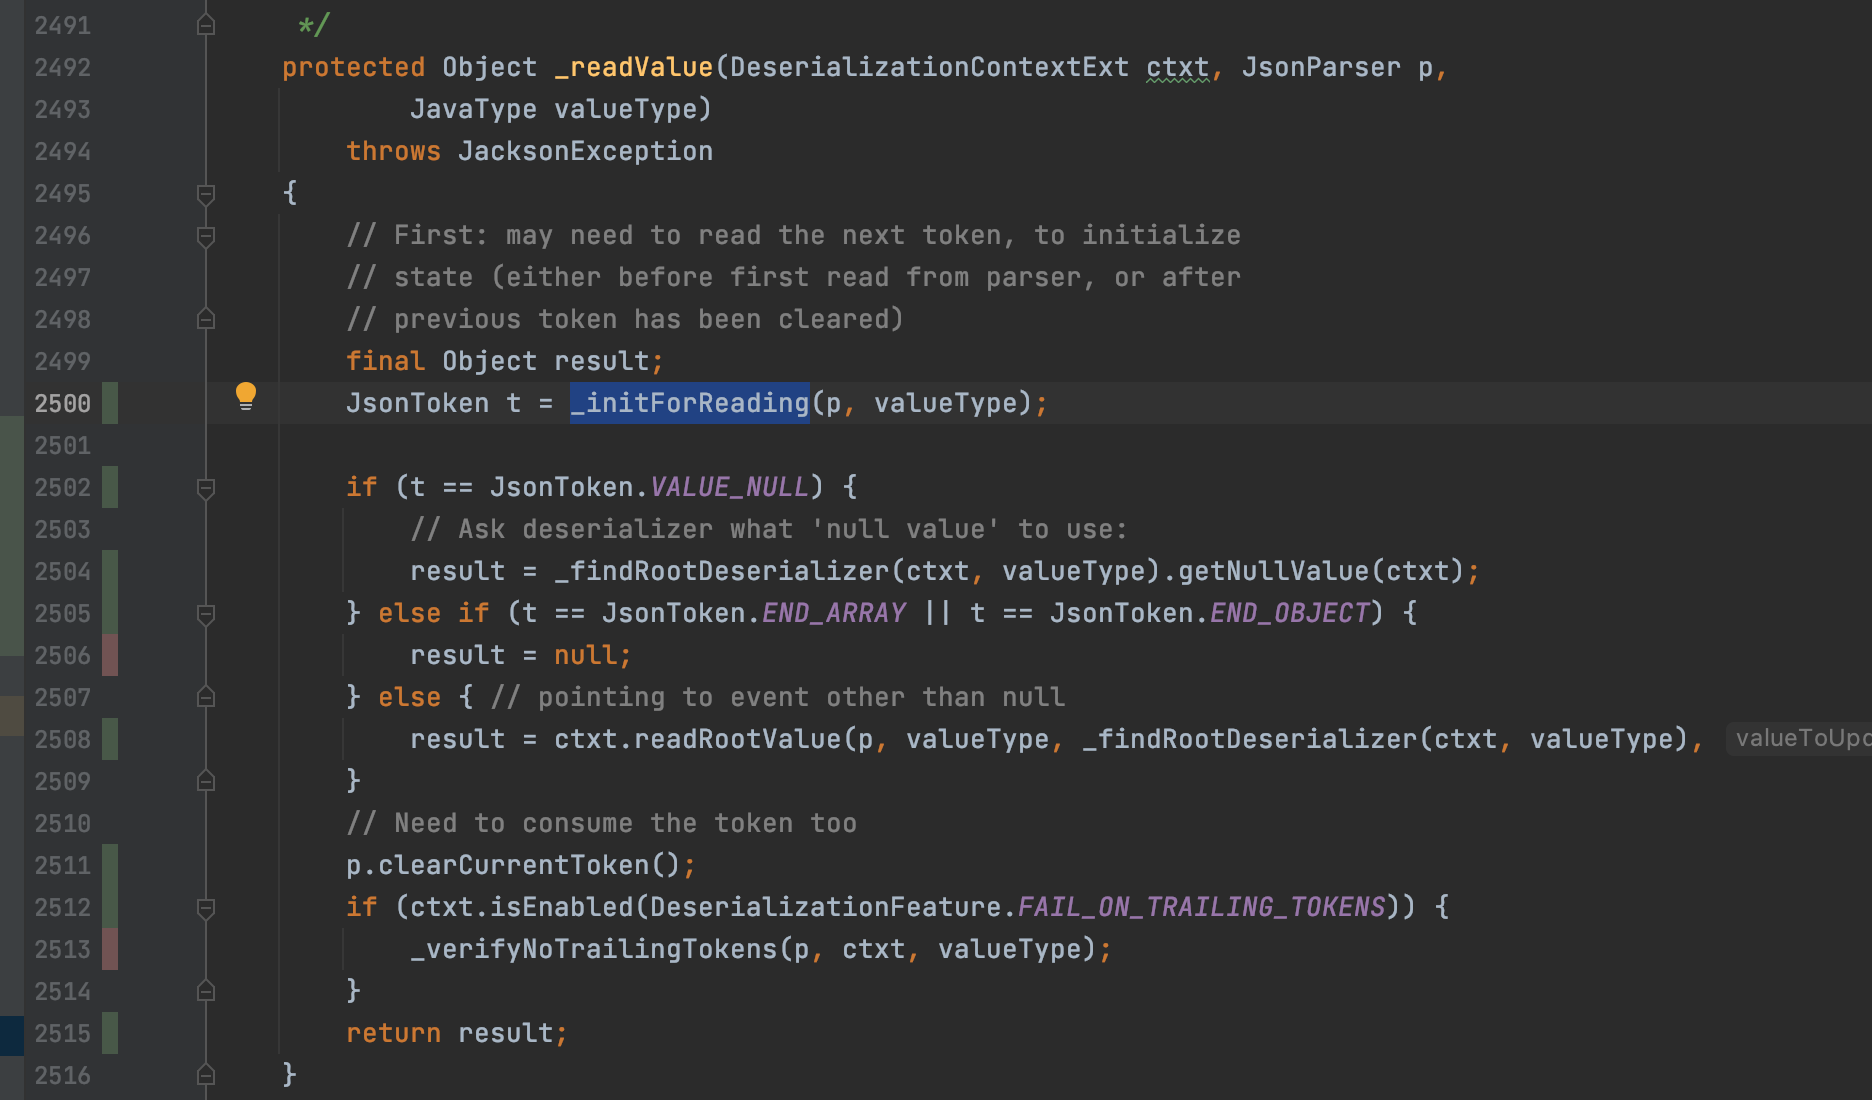 2491 */
2492 protected Object _readValue(DeserializationContextExt ctxt, JsonParser p,
2493 JavaType valueType)
2494 throws JacksonException
2495 {
2496 // First: may need to read the next token, to initialize
2497 // state (either before first read from parser, or after
2498 // previous token has been cleared)
2499 final Object result;
2500 JsonToken t = _initForReading(p, valueType);
2501
2502 if (t == JsonToken.VALUE_NULL) {
2503 // Ask deserializer what 'null value' to use:
2504 result = _findRootDeserializer(ctxt, valueType).getNullValue(ctxt);
2505 } else if (t == JsonToken.END_ARRAY || t == JsonToken.END_OBJECT) {
2506 result = null;
2507 } else { // pointing to event other than null
2508 result = ctxt.readRootValue(p, valueType, _findRootDeserializer(ctxt, valueType),
2509 }
2510 // Need to consume the token too
2511 p.clearCurrentToken();
2512 if (ctxt.isEnabled(DeserializationFeature.FAIL_ON_TRAILING_TOKENS)) {
2513 _verifyNoTrailingTokens(p, ctxt, valueType);
2514 }
2515 return result;
2516 }